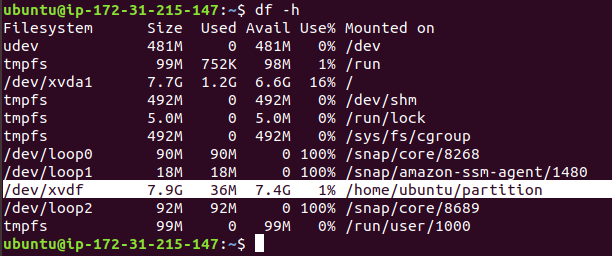 ubuntu@ip-172-31-215-147:~$ df -h
Filesystem Size Used Avail Use% Mounted on
udev 481M 0 481M 0% /dev
tmpfs 99M 752K 98M 1% /run
/dev/xvda1 7.7G 1.2G 6.6G 16% /
tmpfs 492M 0 492M 0% /dev/shm
tmpfs 5.0M 0 5.0M 0% /run/lock
tmpfs 492M 0 492M 0% /sys/fs/cgroup
/dev/loop0 90M 90M 0 100% /snap/core/8268
/dev/loop1 18M 18M 0 100% /snap/amazon-ssm-agent/1480
/dev/xvdf 7.9G 36M 7.4G 1% /home/ubuntu/partition
/dev/loop2 92M 92M 0 100% /snap/core/8689
tmpfs 99M 0 99M 0% /run/user/1000
ubuntu@ip-172-31-215-147:~$